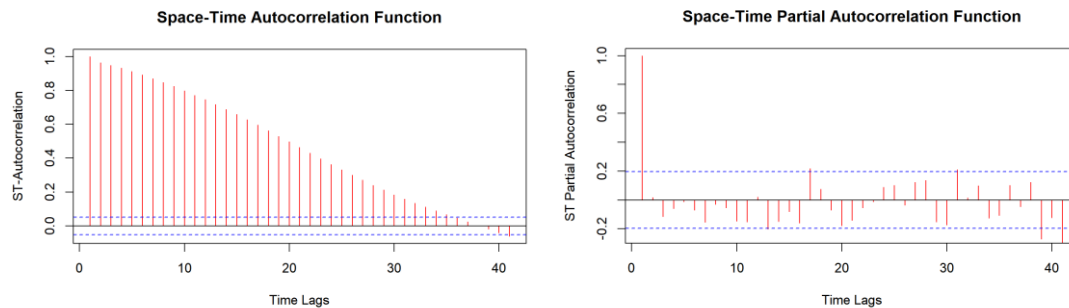 Space-Time Autocorrelation Function
ST-Autocorrelation
1.0
0.8
0.6
0.4
0.2
0.0
0 10 20 30 40
Time Lags
Space-Time Partial Autocorrelation Function
ST Partial Autocorrelation
1.0
0.6
0.2
-0.2
0 10 20 30 40
Time Lags